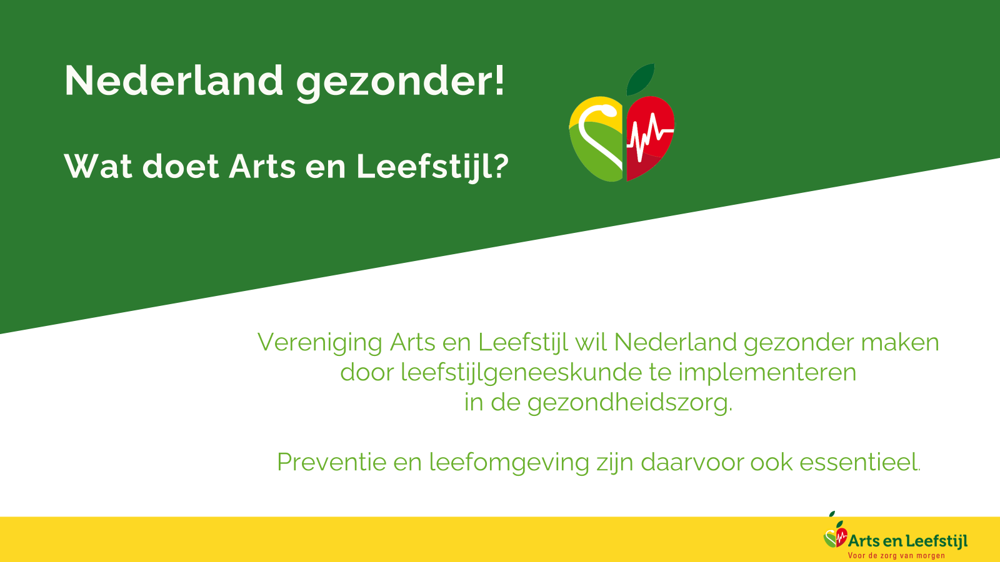 Nederland gezonder!
Wat doet Arts en Leefstijl?
Vereniging Arts en Leefstijl wil Nederland gezonder maken
door leefstijlgeneeskunde te implementeren
in de gezondheidszorg.
Preventie en leefomgeving zijn daarvoor ook essentieel.
Arts en Leefstijl
Voor de zorg van morgen